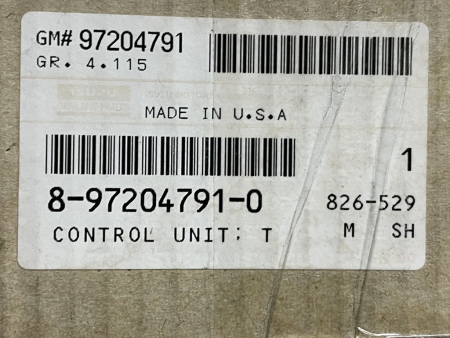 GM# 97204791
GR. 4.115
MADE IN U.S.A
1
8-97204791-0
826-529
CONTROL UNIT: T
M SH